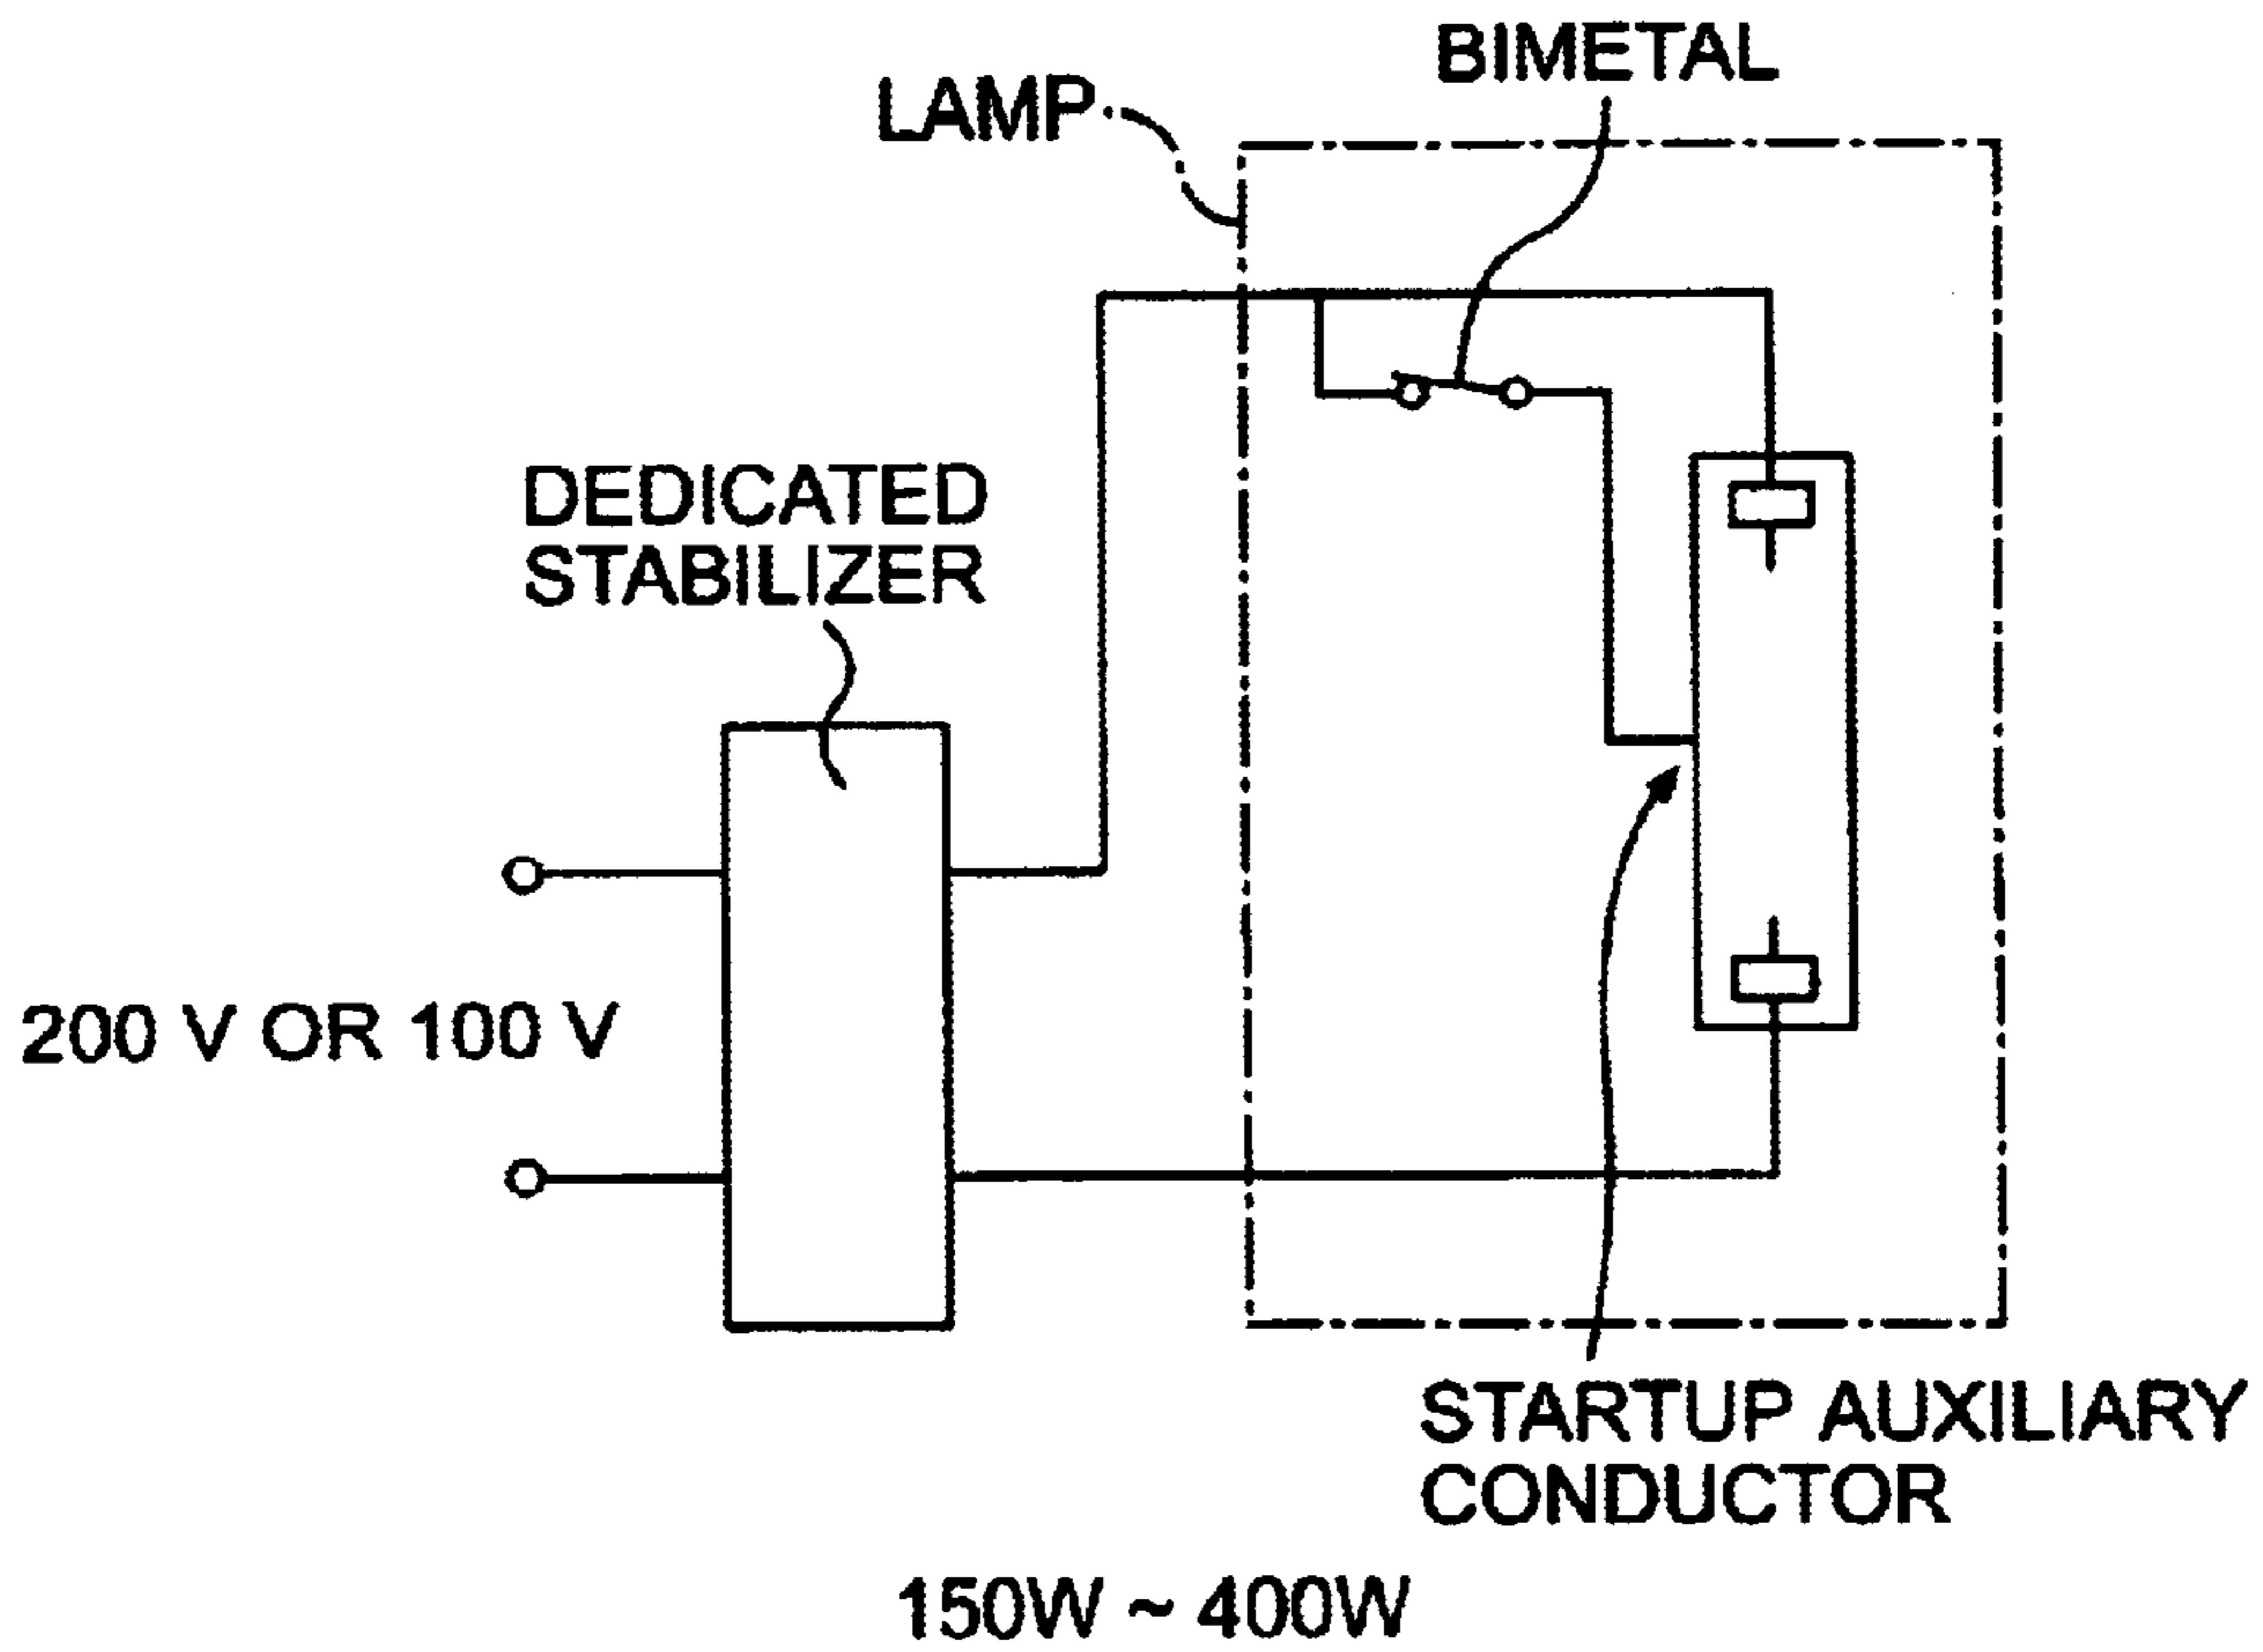 BIMETAL
LAMP
DEDICATED
STABILIZER
200 V OR 100 V
STARTUP AUXILIARY
CONDUCTOR
150W ~ 400W